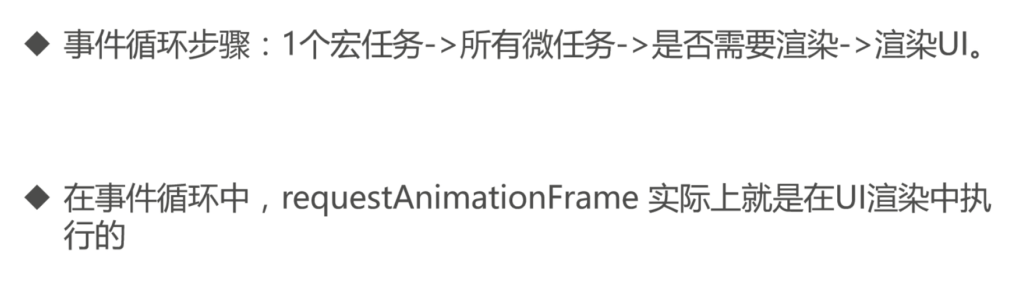 ◆ 事件循环步骤：1个宏任务->所有微任务->是否需要渲染->渲染UI。
◆ 在事件循环中，requestAnimationFrame 实际上就是在UI渲染中执
行的